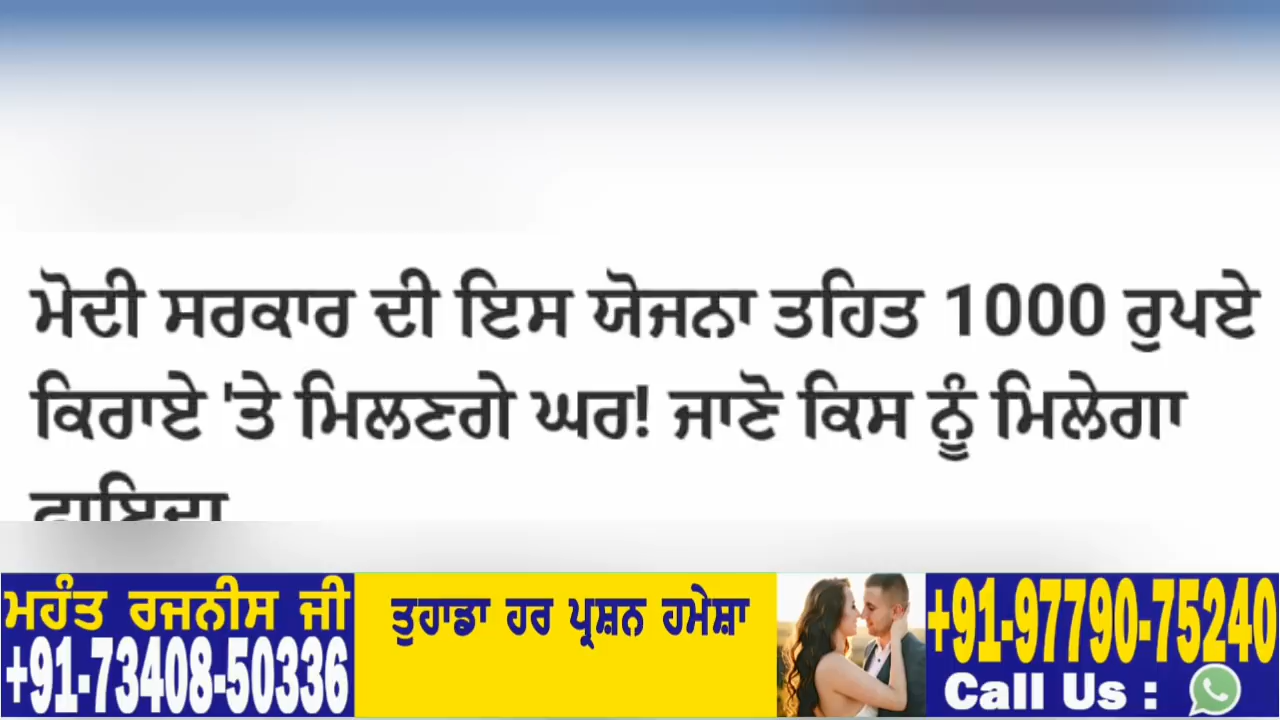 ਮੋਦੀ ਸਰਕਾਰ ਦੀ ਇਸ ਯੋਜਨਾ ਤਹਿਤ 1000 ਰੁਪਏ
ਕਿਰਾਏ 'ਤੇ ਮਿਲਣਗੇ ਘਰ! ਜਾਣੋ ਕਿਸ ਨੂੰ ਮਿਲੇਗਾ
ਮਹੰਤ ਰਜਨੀਸ ਜੀ
+91-73408-50336
ਤੁਹਾਡਾ ਹਰ ਪ੍ਰਸ਼ਨ ਹਮੇਸ਼ਾ
+91-97790-75240
Call Us :